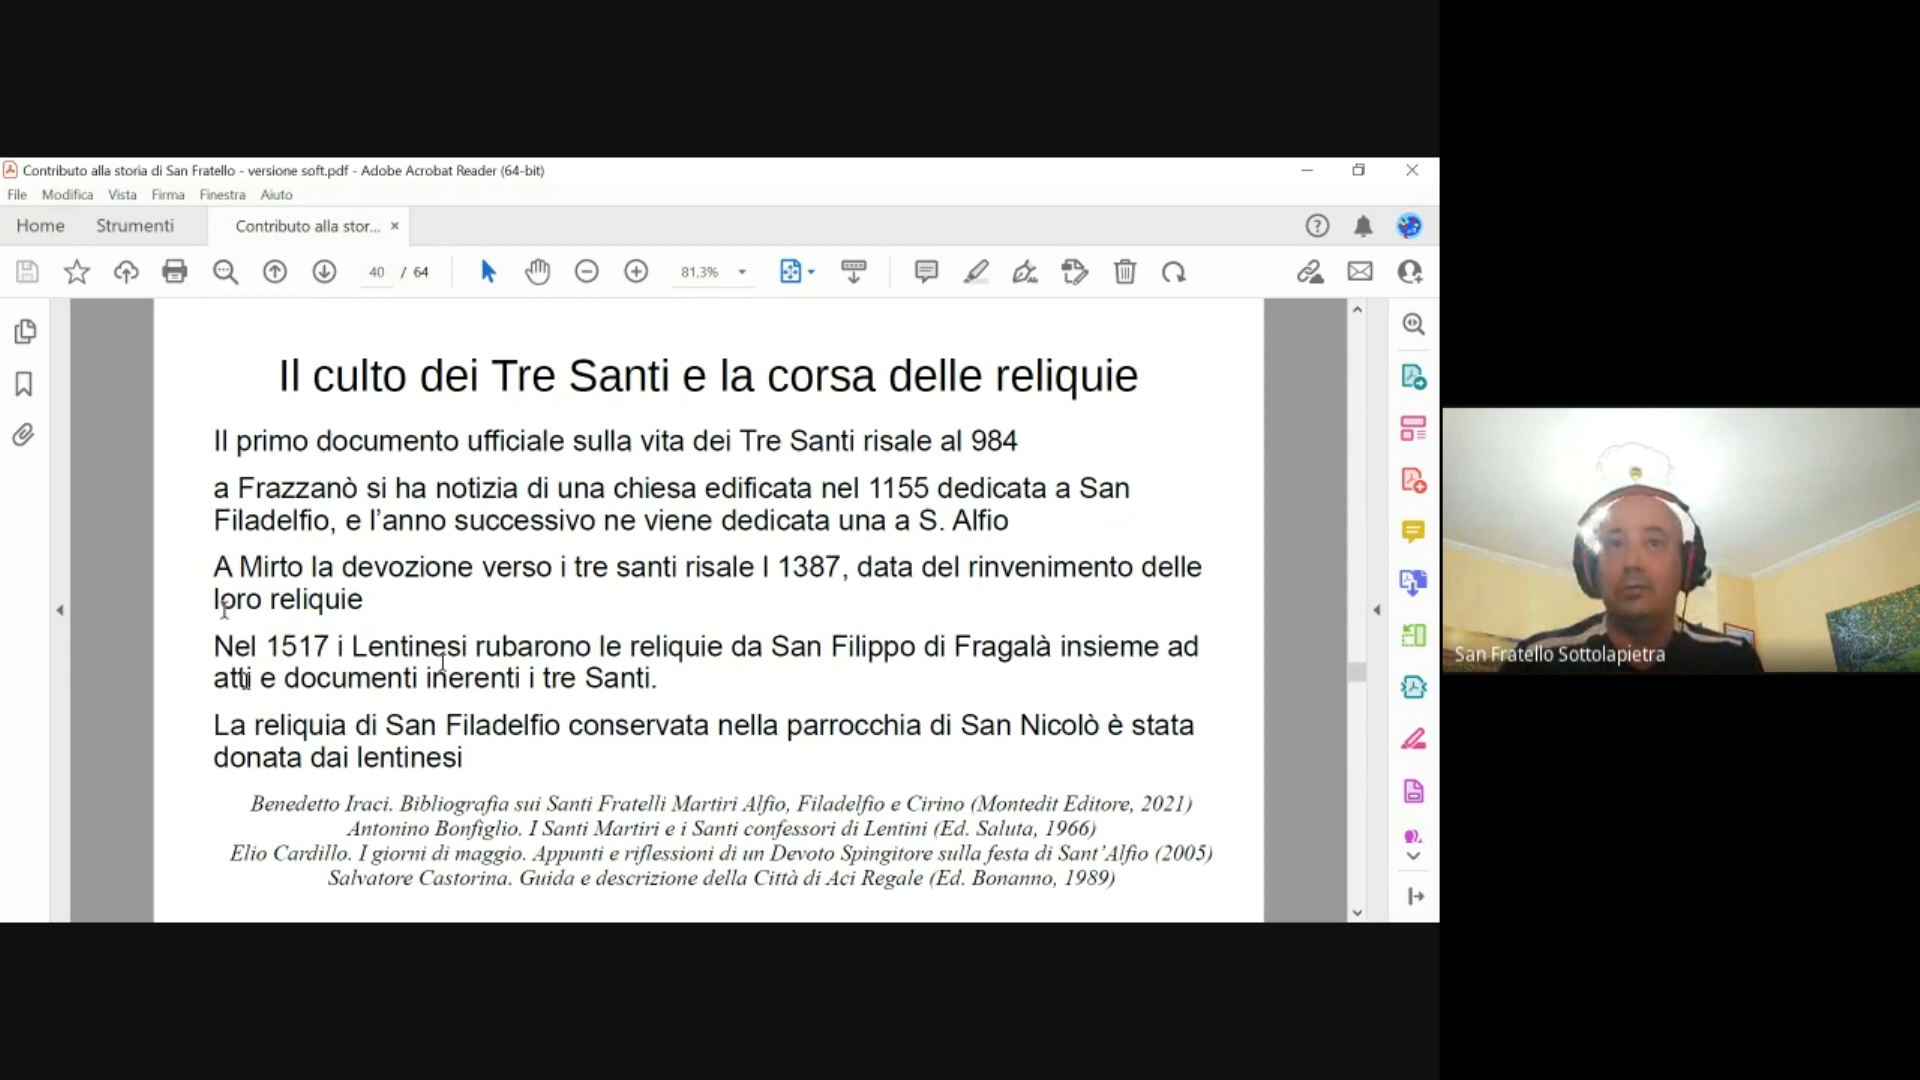 Contributo alla storia di San Fratello - versione soft.pdf - Adobe Acrobat Reader (64-bit)
File Modifica Vista Firma Finestra Aiuto
Home Strumenti Contributo alla stor...
40 / 64 81,3%
Il culto dei Tre Santi e la corsa delle reliquie
Il primo documento ufficiale sulla vita dei Tre Santi risale al 984
a Frazzanò si ha notizia di una chiesa edificata nel 1155 dedicata a San
Filadelfio, e l’anno successivo ne viene dedicata una a S. Alfio
A Mirto la devozione verso i tre santi risale l 1387, data del rinvenimento delle
loro reliquie
Nel 1517 i Lentinesi rubarono le reliquie da San Filippo di Fragalà insieme ad
atti e documenti inerenti i tre Santi.
La reliquia di San Filadelfio conservata nella parrocchia di San Nicolò è stata
donata dai lentinesi
Benedetto Iraci. Bibliografia sui Santi Fratelli Martiri Alfio, Filadelfio e Cirino (Montedit Editore, 2021)
Antonino Bonfiglio. I Santi Martiri e i Santi confessori di Lentini (Ed. Saluta, 1966)
Elio Cardillo. I giorni di maggio. Appunti e riflessioni di un Devoto Spingitore sulla festa di Sant’Alfio (2005)
Salvatore Castorina. Guida e descrizione della Città di Aci Regale (Ed. Bonanno, 1989)
San Fratello Sottolapietra